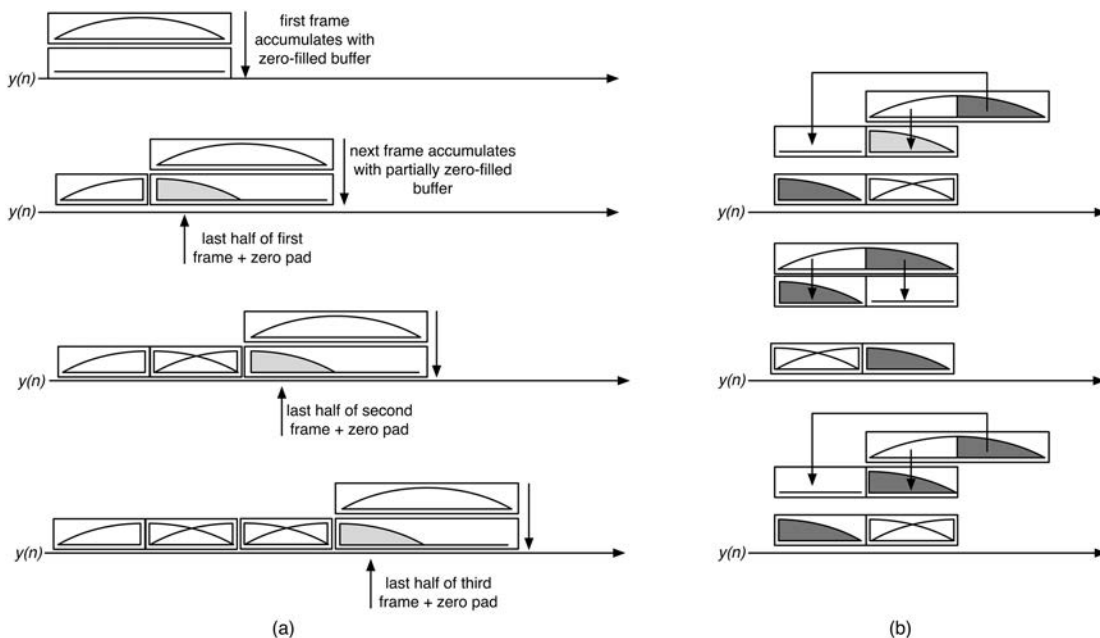 first frame
accumulates with
zero-filled buffer
y(n)
next frame accumulates
with partially zero-filled
buffer
y(n)
last half of first
frame + zero pad
y(n)
last half of second
frame + zero pad
y(n)
last half of third
frame + zero pad
(a)
y(n)
y(n)
y(n)
(b)